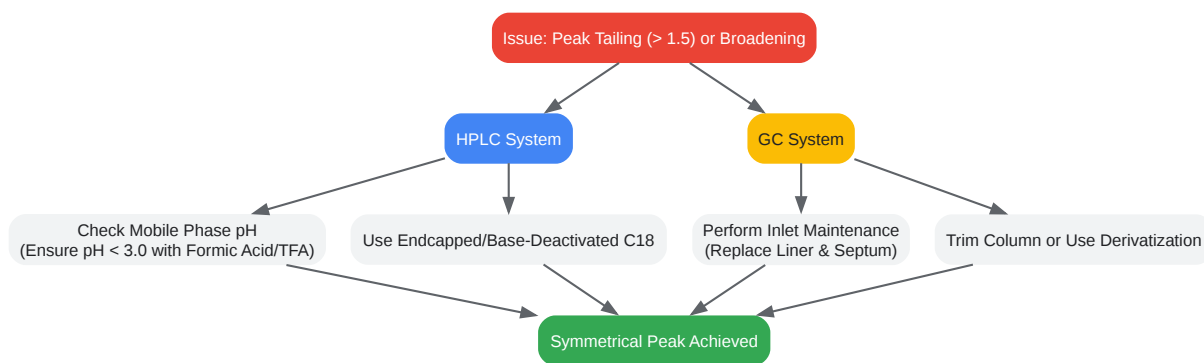 Issue: Peak Tailing (> 1.5) or Broadening
HPLC System
GC System
Check Mobile Phase pH
(Ensure pH < 3.0 with Formic Acid/TFA)
Use Endcapped/Base-Deactivated C18
Perform Inlet Maintenance
(Replace Liner & Septum)
Trim Column or Use Derivatization
Symmetrical Peak Achieved